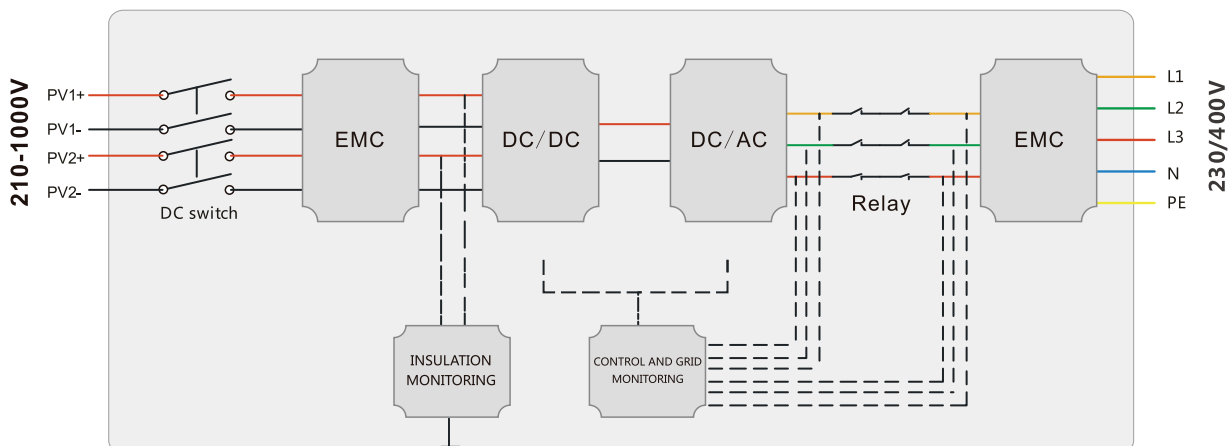 210-1000V
PV1+
PV1-
PV2+
PV2-
DC switch
EMC
DC/DC
DC/AC
Relay
EMC
L1
L2
L3
N
PE
230/400V
INSULATION
MONITORING
CONTROL AND GRID
MONITORING